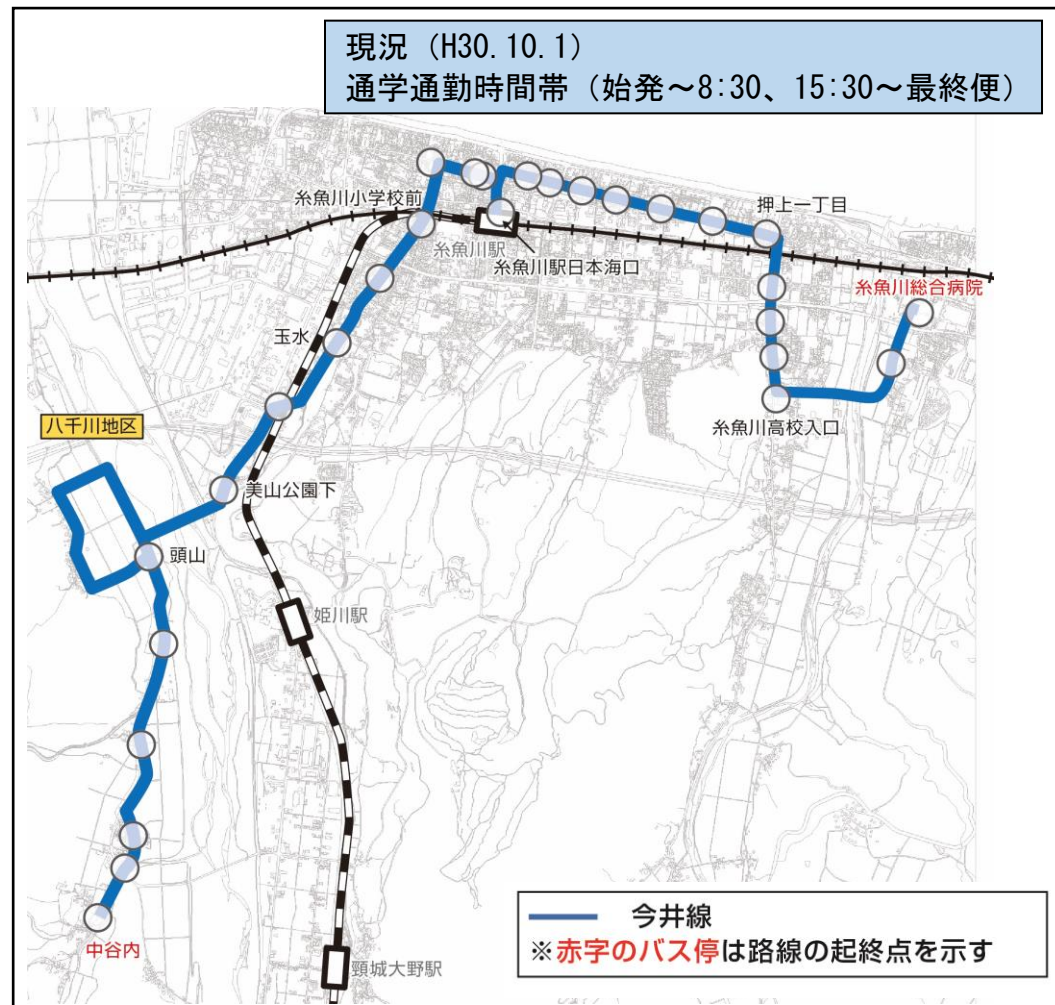 現況（H30.10.1）
通学通勤時間帯（始発～8:30、15:30～最終便）
糸魚川小学校前
押上一丁目
糸魚川駅
糸魚川駅日本海口
糸魚川総合病院
玉水
八千川地区
糸魚川高校入口
美山公園下
頭山
姫川駅
今井線
※赤字のバス停は路線の起終点を示す
中谷内
頸城大野駅